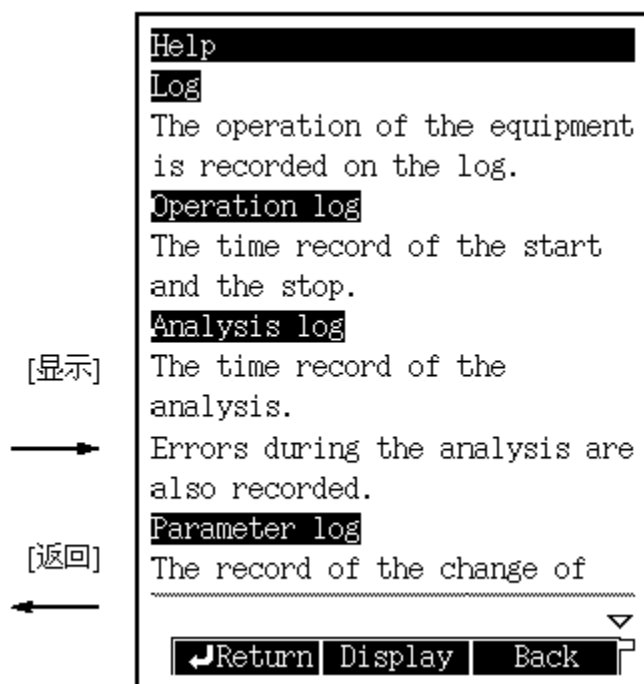 Help
Log
The operation of the equipment
is recorded on the log.
Operation log
The time record of the start
and the stop.
Analysis log
[显示]
The time record of the
analysis.
Errors during the analysis are
also recorded.
Parameter log
[返回]
The record of the change of
Return Display Back